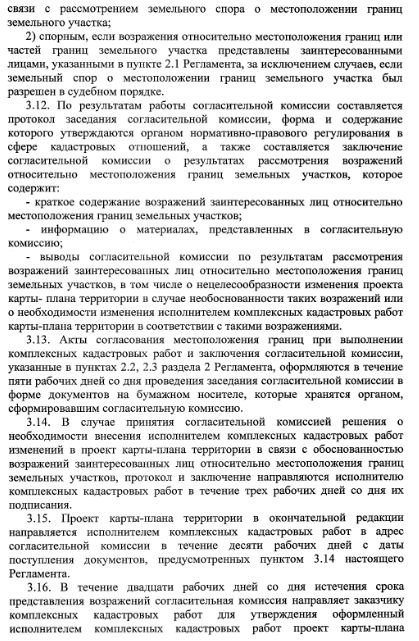 связи с рассмотрением земельного спора о местоположении границ
земельного участка;
2) спорным, если возражения относительно местоположения границ или
частей границ земельного участка представлены заинтересованными
лицами, указанными в пункте 2.1 Регламента, за исключением случаев, если
земельный спор о местоположении границ земельного участка был
разрешен в судебном порядке.
3.12. По результатам работы согласительной комиссии составляется
протокол заседания согласительной комиссии, форма и содержание
которого утверждаются органом нормативно-правового регулирования в
сфере кадастровых отношений, а также составляется заключение
согласительной комиссии о результатах рассмотрения возражений
относительно местоположения границ земельных участков, которое
содержит:
- краткое содержание возражений заинтересованных лиц относительно
местоположения границ земельных участков;
- информацию о материалах, представленных в согласительную
комиссию;
- выводы согласительной комиссии по результатам рассмотрения
возражений заинтересованных лиц относительно местоположения границ
земельных участков, в том числе о нецелесообразности изменения проекта
карты- плана территории в случае необоснованности таких возражений или
о необходимости изменения исполнителем комплексных кадастровых работ
карты-плана территории в соответствии с такими возражениями.
3.13. Акты согласования местоположения границ при выполнении
комплексных кадастровых работ и заключения согласительной комиссии,
указанные в пунктах 2.2, 2.3 раздела 2 Регламента, оформляются в течение
пяти рабочих дней со дня проведения заседания согласительной комиссии в
форме документов на бумажном носителе, которые хранятся органом,
сформировавшим согласительную комиссию.
3.14. В случае принятия согласительной комиссией решения о
необходимости внесения исполнителем комплексных кадастровых работ
изменений в проект карты-плана территории в связи с обоснованностью
возражений заинтересованных лиц относительно местоположения границ
земельных участков, протокол и заключение направляются исполнителю
комплексных кадастровых работ в течение трех рабочих дней со дня их
подписания.
3.15. Проект карты-плана территории в окончательной редакции
направляется исполнителем комплексных кадастровых работ в адрес
согласительной комиссии в течение десяти рабочих дней с даты
поступления документов, предусмотренных пунктом 3.14 настоящего
Регламента.
3.16. В течение двадцати рабочих дней со дня истечения срока
представления возражений согласительная комиссия направляет заказчику
комплексных кадастровых работ для утверждения оформленный
исполнителем комплексных кадастровых работ проект карты-плана